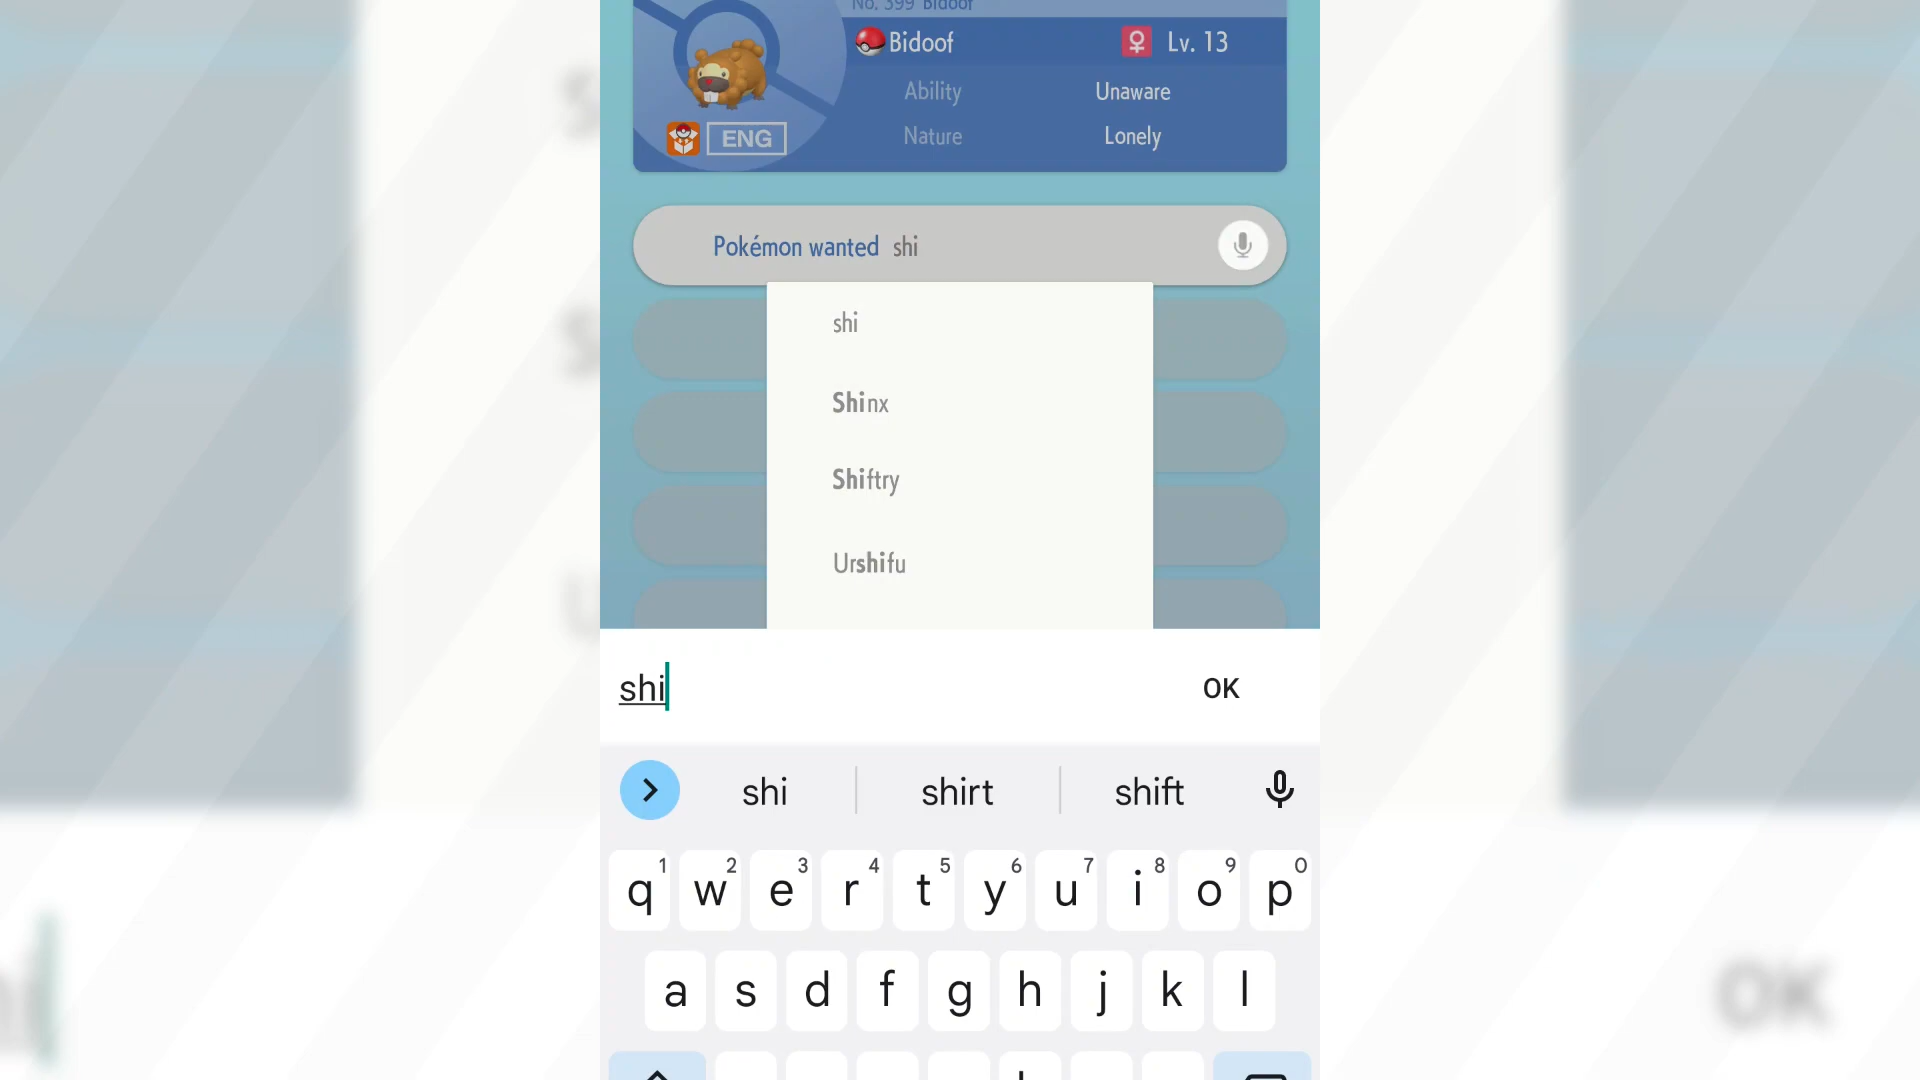 No. 399 Bidoof
Bidoof Lv. 13
Ability Unaware
ENG Nature Lonely
Pokémon wanted shi
shi
Shinx
Shiftry
Urshifu
shi OK
shi shirt shift
1 2 3 4 5 6 7 8 9 0
q w e r t y u i o p
a s d f g h j k l
OK